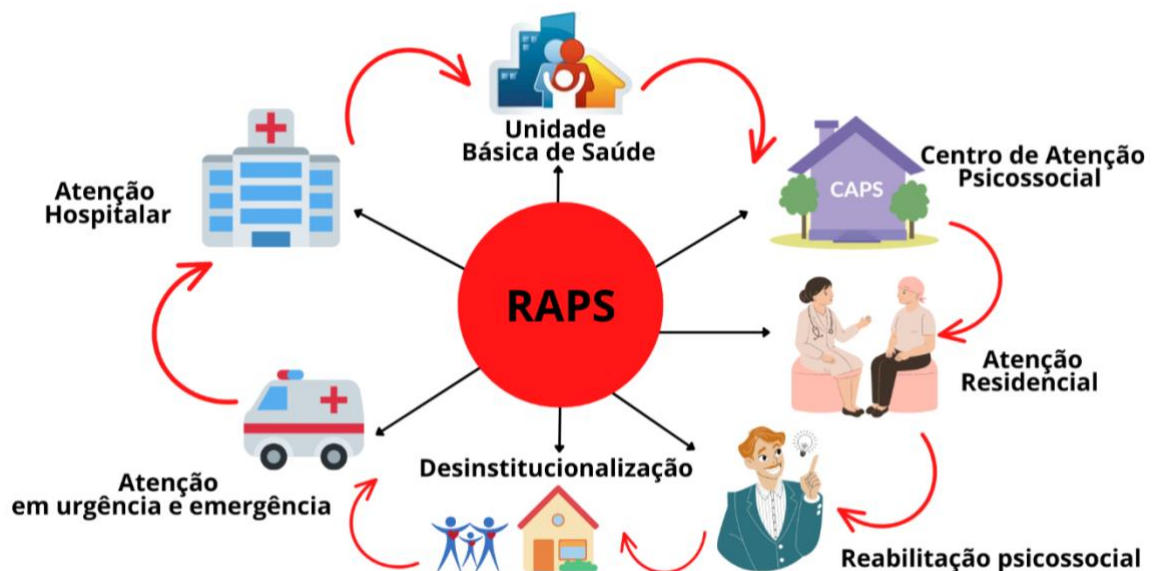 Unidade
Básica de Saúde
Centro de Atenção
Psicossocial
CAPS
Atenção
Hospitalar
RAPS
Atenção
Residencial
Desinstitucionalização
Atenção
em urgência e emergência
Reabilitação psicossocial